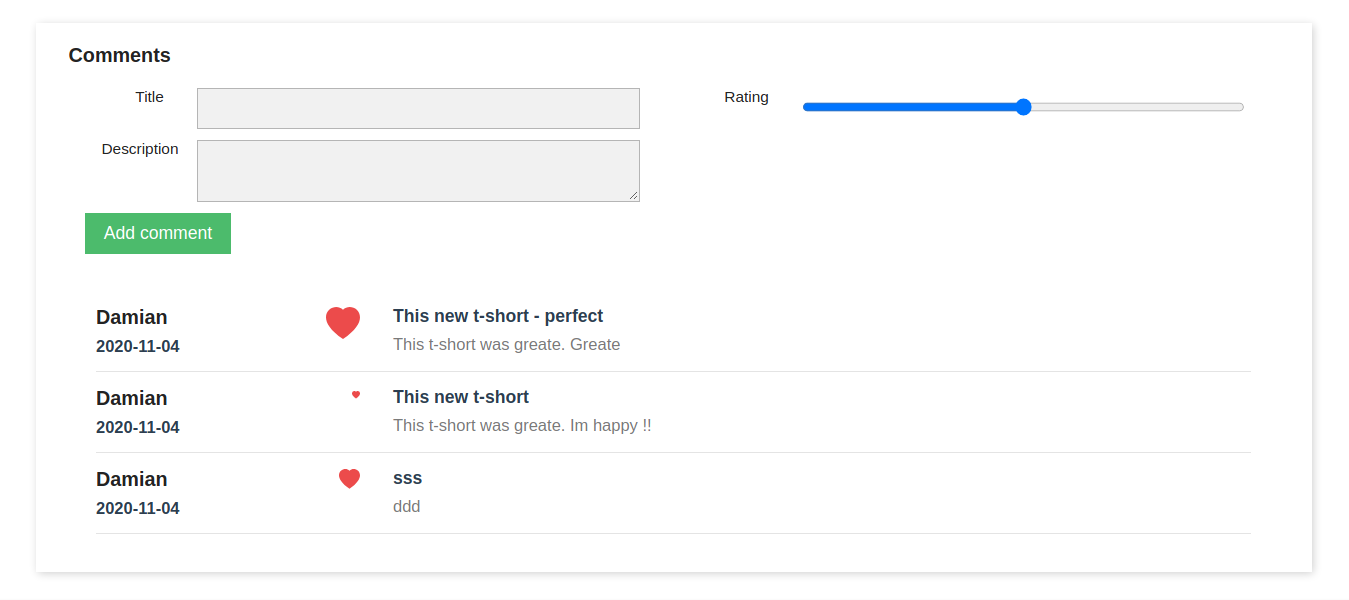 Comments
Title
Rating
Description
Add comment
Damian
This new t-short - perfect
2020-11-04
This t-short was greate. Greate
Damian
This new t-short
2020-11-04
This t-short was greate. Im happy !!
Damian
sss
2020-11-04
ddd